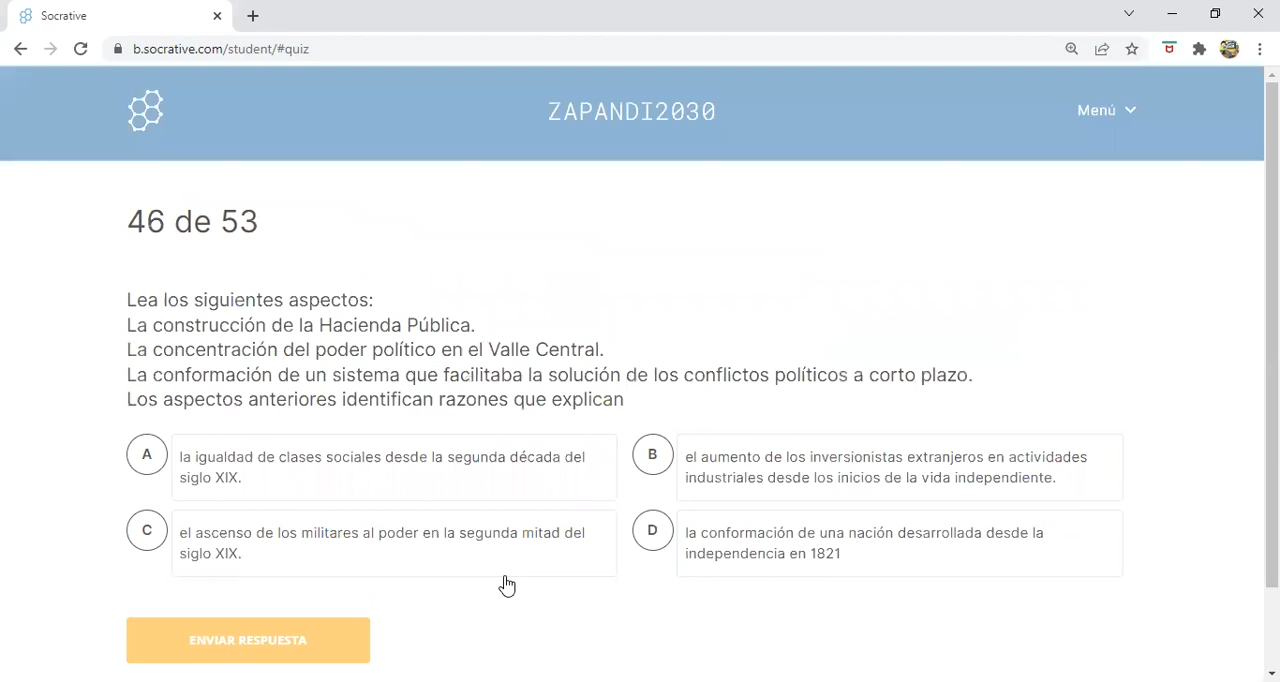 Socrative
b.socrative.com/student/#quiz
ZAPANDI2030
Menú
46 de 53
Lea los siguientes aspectos:
La construcción de la Hacienda Pública.
La concentración del poder político en el Valle Central.
La conformación de un sistema que facilitaba la solución de los conflictos políticos a corto plazo.
Los aspectos anteriores identifican razones que explican
A
la igualdad de clases sociales desde la segunda década del
siglo XIX.
B
el aumento de los inversionistas extranjeros en actividades
industriales desde los inicios de la vida independiente.
C
el ascenso de los militares al poder en la segunda mitad del
siglo XIX.
D
la conformación de una nación desarrollada desde la
independencia en 1821
ENVIAR RESPUESTA